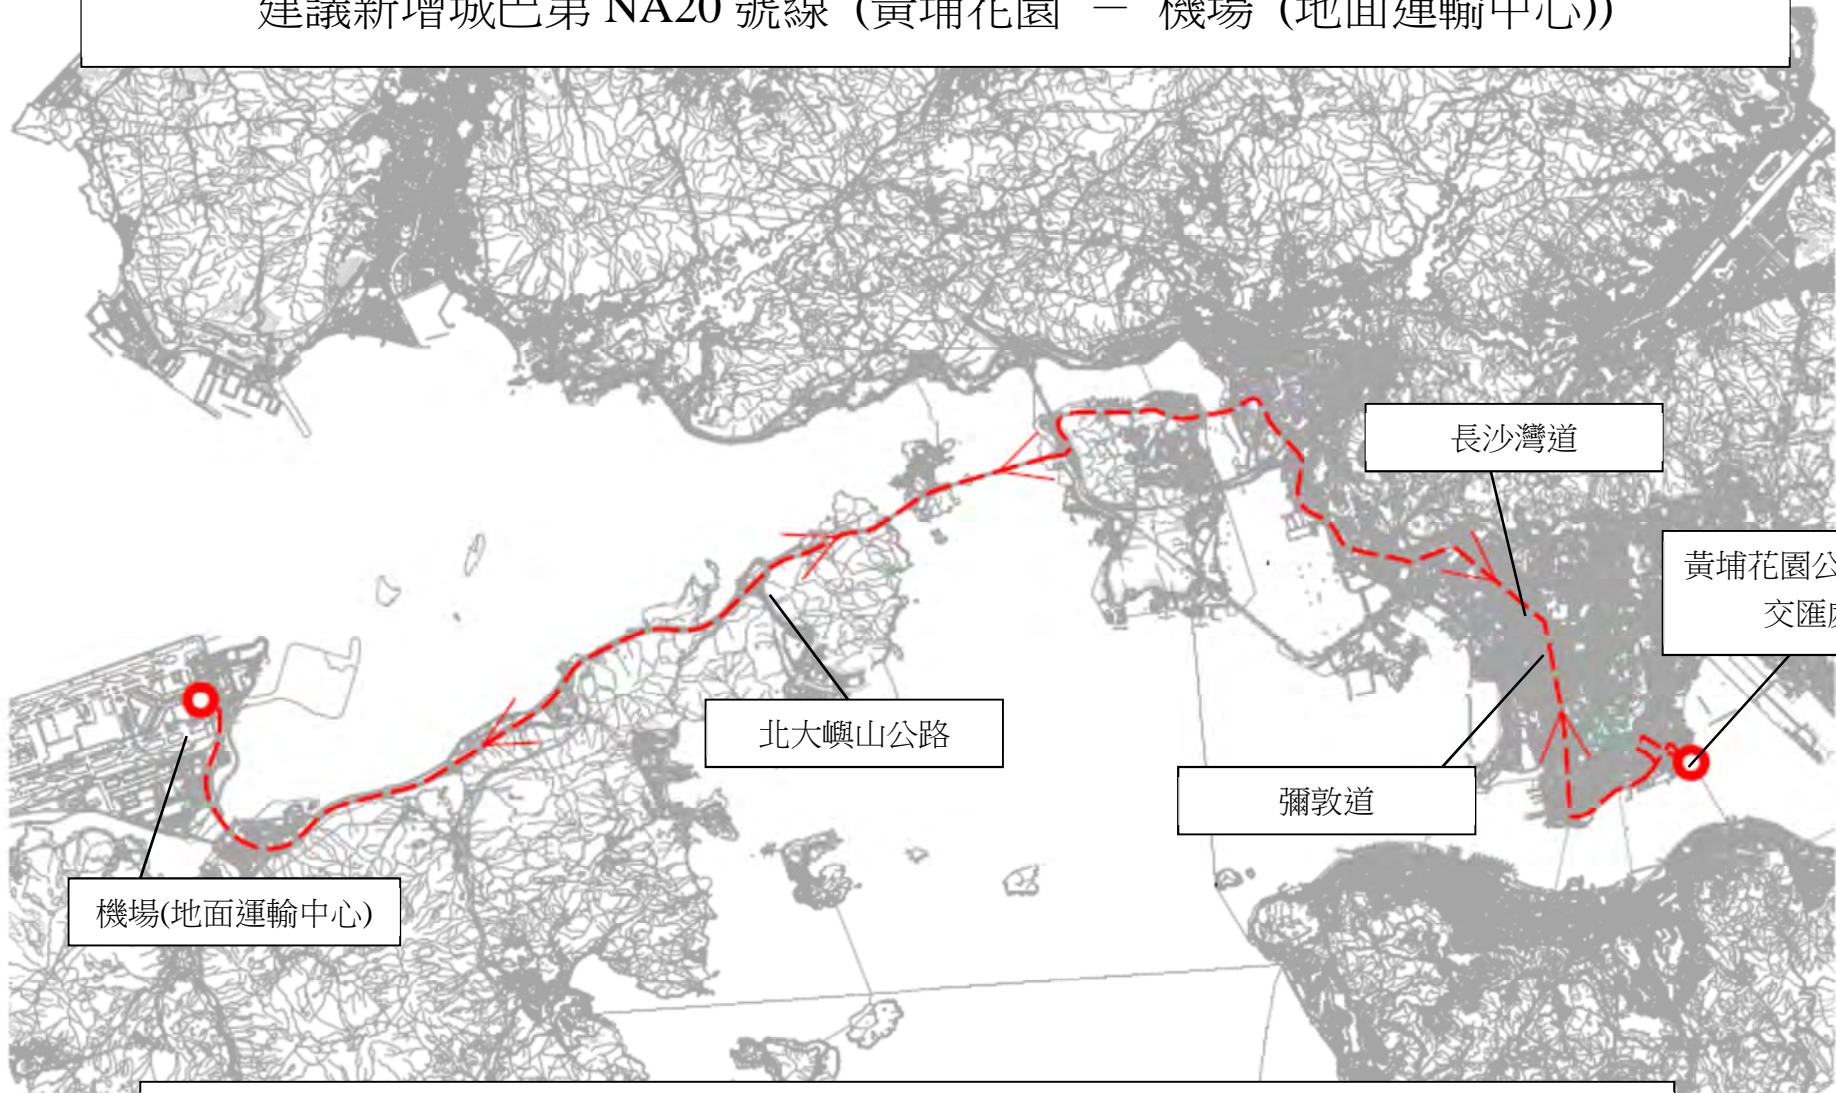 建議新增城巴第 NA20 號線 (黃埔花園 － 機場 (地面運輸中心))
長沙灣道
黃埔花園公
交匯
北大嶼山公路
彌敦道
機場(地面運輸中心)